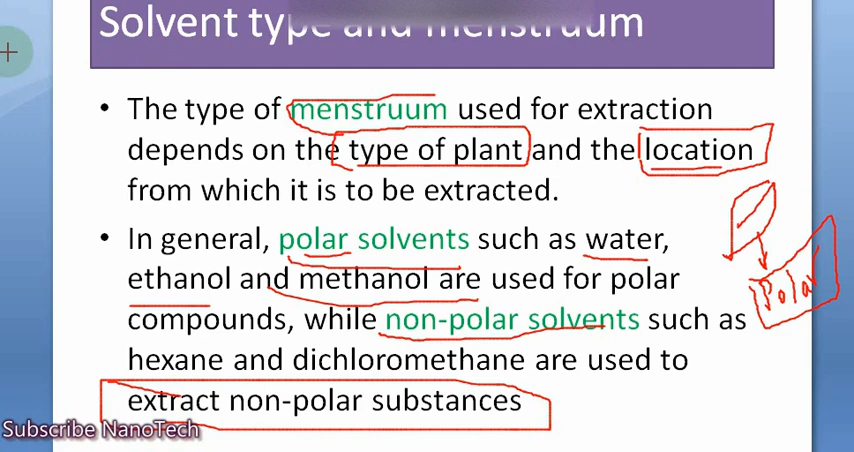 Solvent type and menstruum
• The type of menstruum used for extraction
depends on the type of plant and the location
from which it is to be extracted.
• In general, polar solvents such as water,
ethanol and methanol are used for polar
compounds, while non-polar solvents such as
hexane and dichloromethane are used to
extract non-polar substances
Polar
Subscribe NanoTech